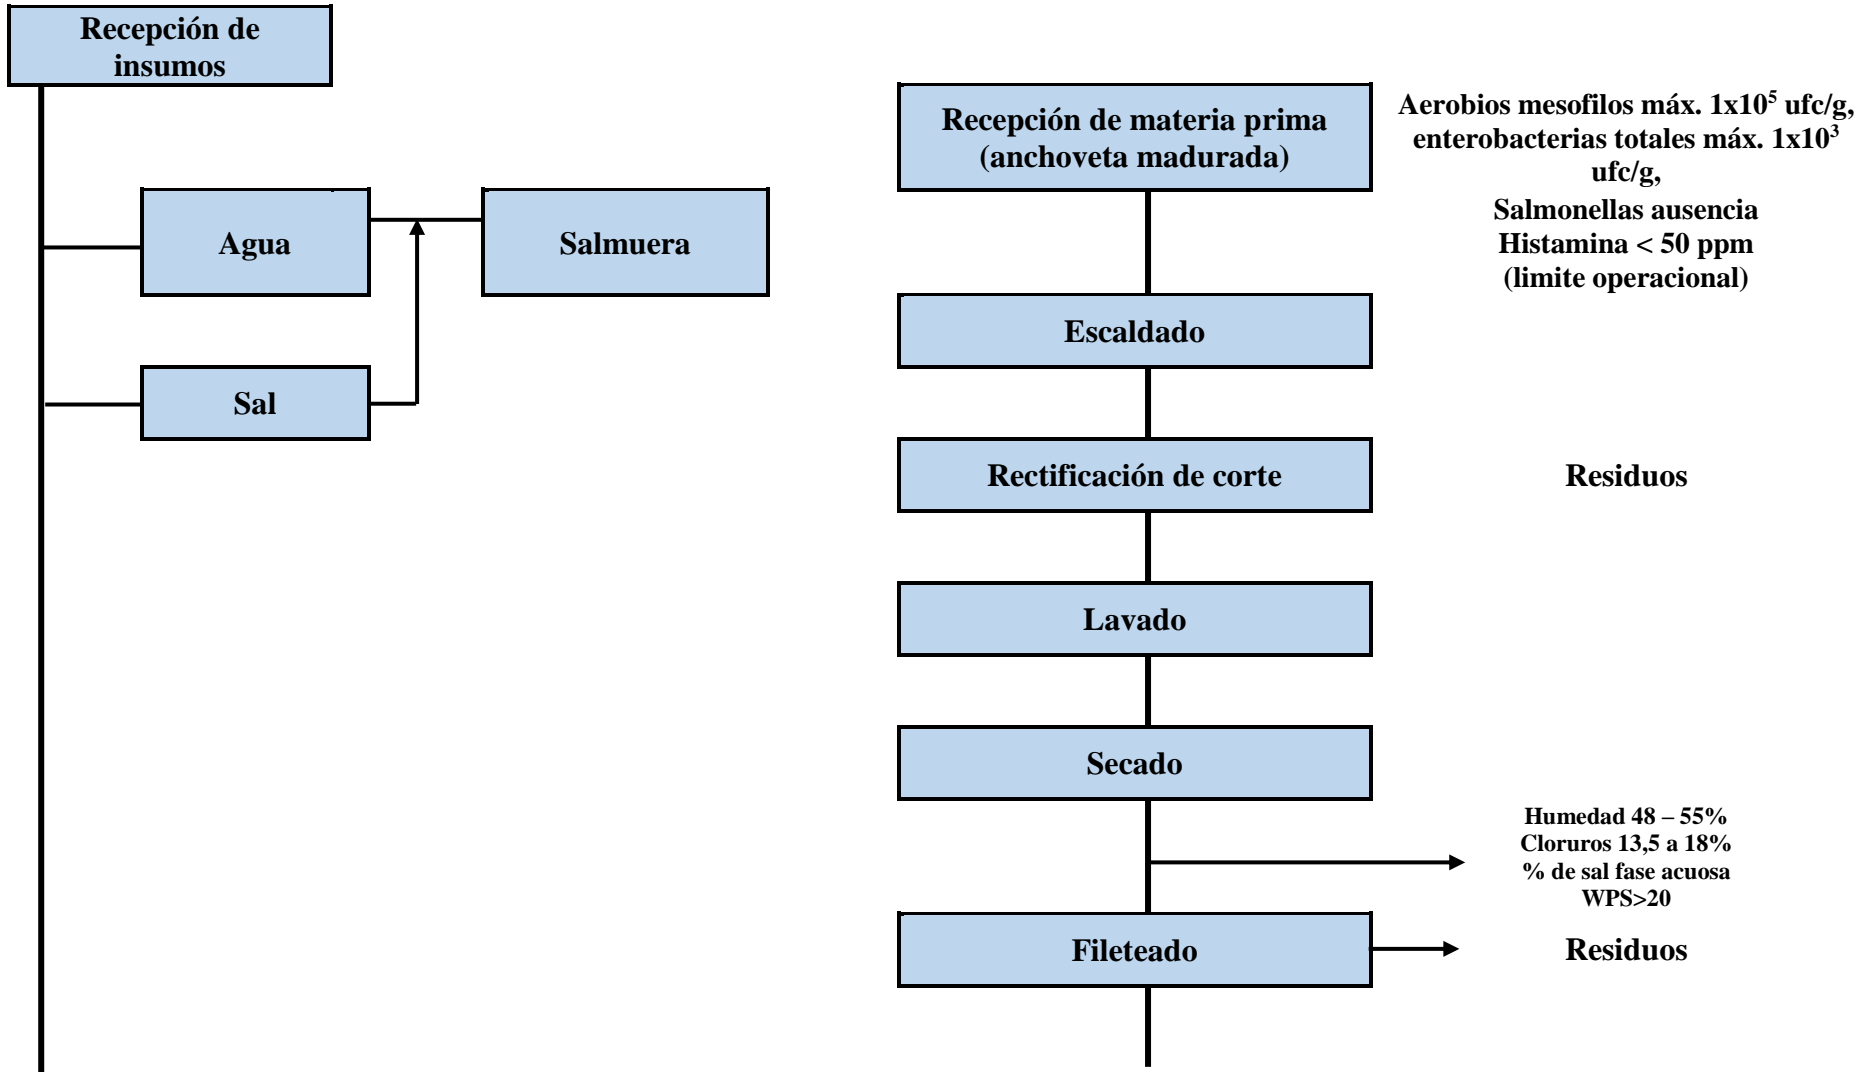 Recepción de
insumos
Agua
Salmuera
Sal
Recepción de materia prima
(anchoveta madurada)
Aerobios mesofilos máx. 1x10⁵ ufc/g,
enterobacterias totales máx. 1x10³
ufc/g,
Salmonellas ausencia
Histamina < 50 ppm
(limite operacional)
Escaldado
Rectificación de corte
Residuos
Lavado
Secado
Humedad 48 – 55%
Cloruros 13,5 a 18%
% de sal fase acuosa
WPS>20
Fileteado
Residuos